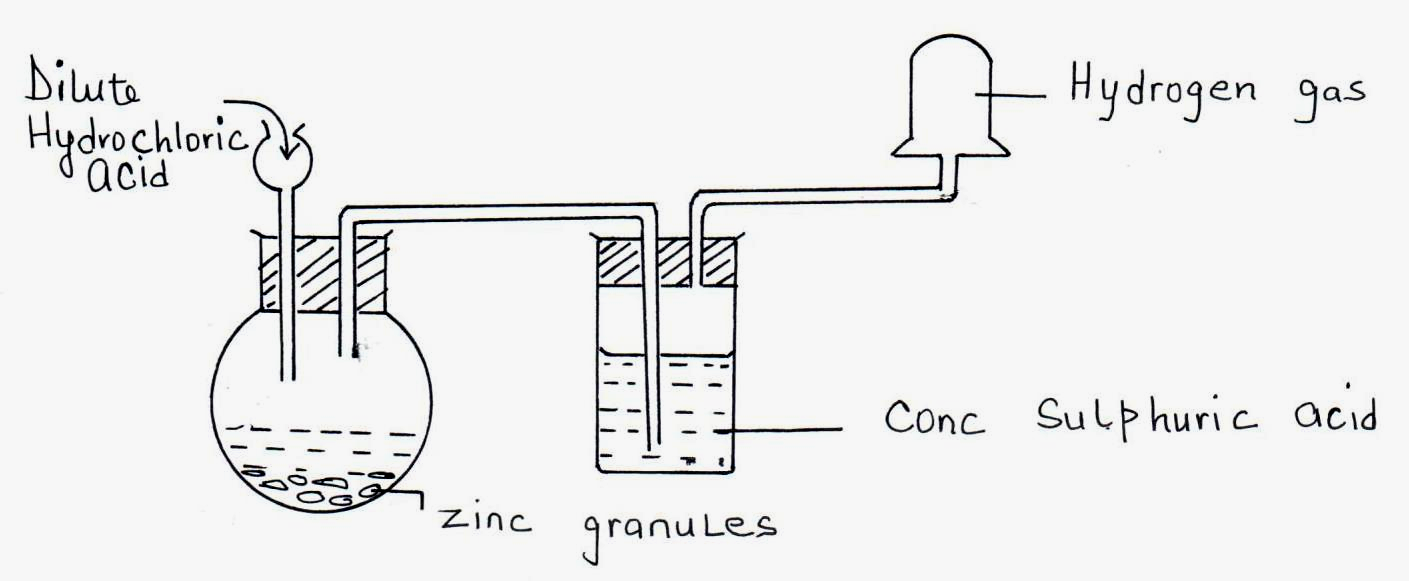 Dilute
Hydrochloric
acid
Hydrogen gas
Conc Sulphuric acid
zinc granules